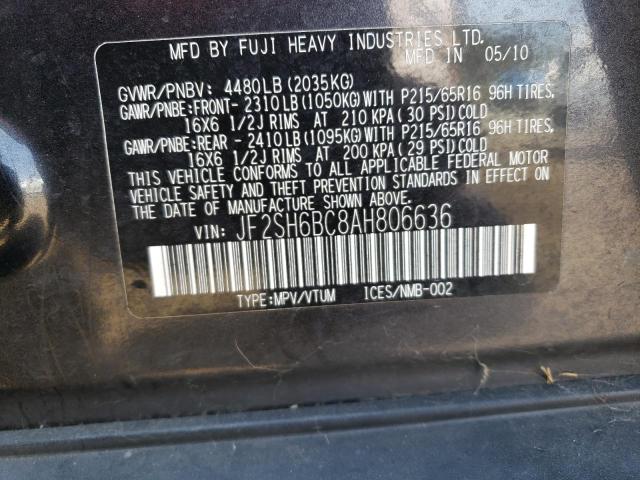 MFD BY FUJI HEAVY INDUSTRIES LTD.
MFD IN 05/10
GVWR/PNBV: 4480LB(2035KG)
GAWR/PNBE:FRONT- 2310LB(1050KG)WITH P215/65R16 96H TIRES,
16X6 1/2J RIMS AT 210 KPA( 30 PSI)COLD
GAWR/PNBE:REAR - 2410LB(1095KG)WITH P215/65R16 96H TIRES,
16X6 1/2J RIMS AT 200 KPA( 29 PSI)COLD
THIS VEHICLE CONFORMS TO ALL APPLICABLE FEDERAL MOTOR
VEHICLE SAFETY AND THEFT PREVENTION STANDARDS IN EFFECT ON
THE DATE OF MANUFACTURE SHOWN ABOVE.
VIN: JF2SH6BC8AH806636
TYPE:MPV/VTUM ICES/NMB-002